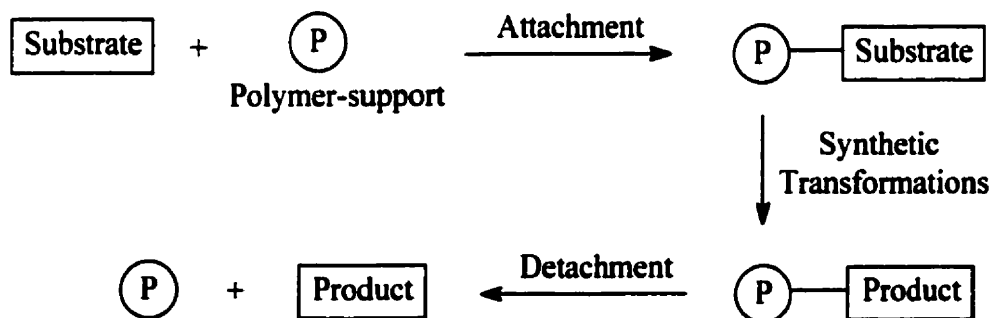 Substrate + P Attachment P Substrate
Polymer-support
Synthetic
Transformations
P + Product Detachment P Product